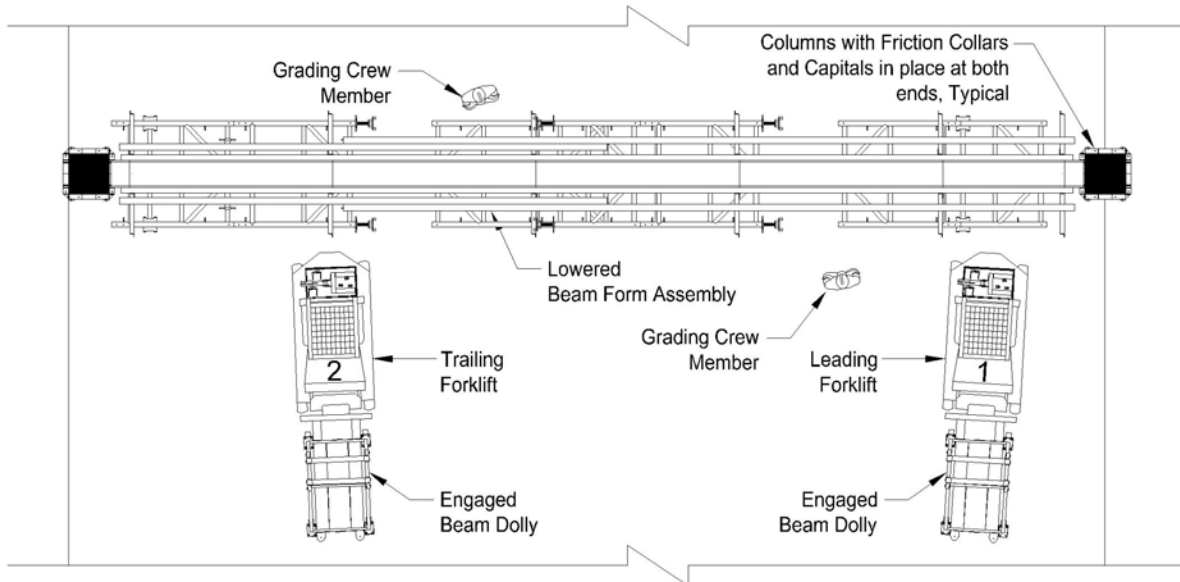 Columns with Friction Collars
and Capitals in place at both
ends, Typical
Grading Crew
Member
Lowered
Beam Form Assembly
Grading Crew
Member
Trailing
Forklift
Leading
Forklift
2
1
Engaged
Beam Dolly
Engaged
Beam Dolly